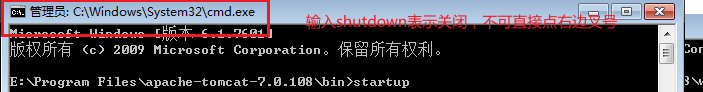 管理员: C:\Windows\System32\cmd.exe
输入shutdown表示关闭，不可直接点右边叉号
Microsoft Windows [版本 6.1.7601]
版权所有 (c) 2009 Microsoft Corporation。保留所有权利。
E:\Program Files\apache-tomcat-7.0.108\bin>startup